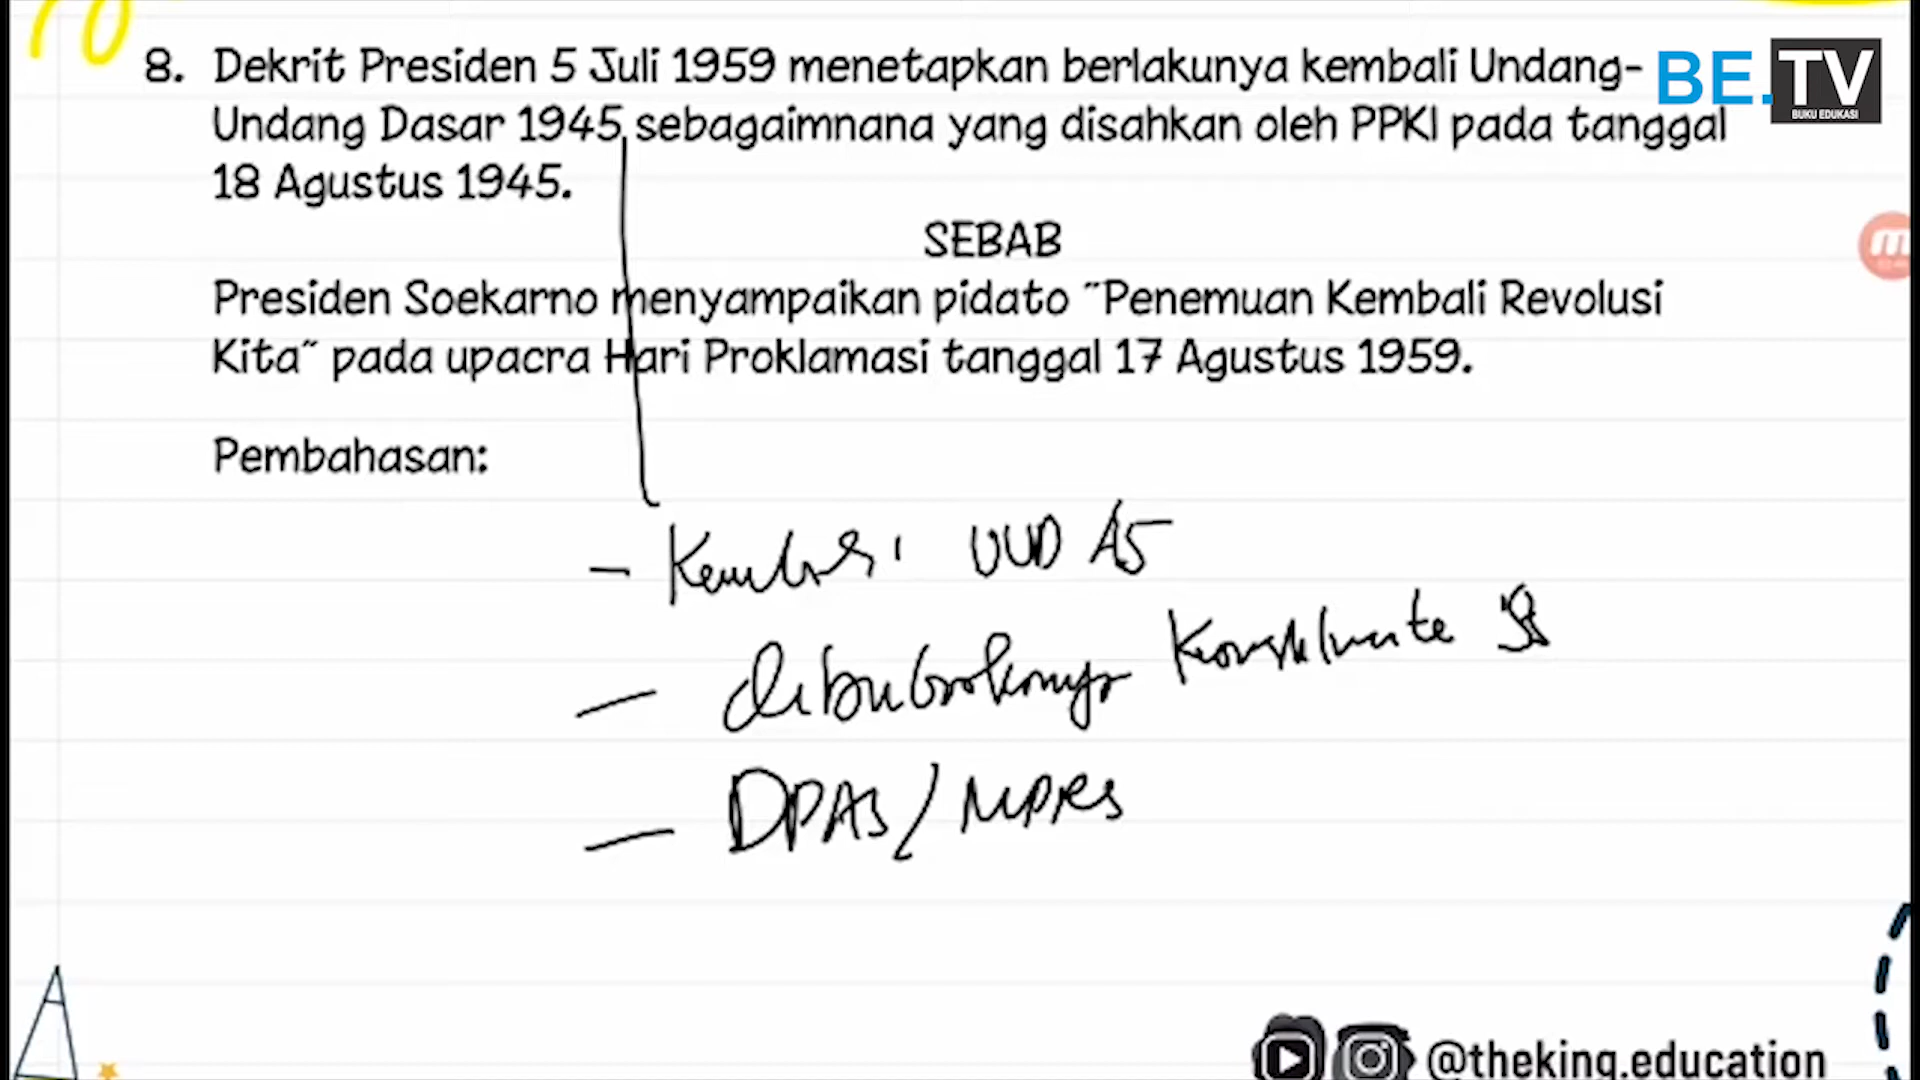 8. Dekrit Presiden 5 Juli 1959 menetapkan berlakunya kembali Undang-
Undang Dasar 1945 sebagaimnana yang disahkan oleh PPKI pada tanggal
18 Agustus 1945.
BE.TV
BUKU EDUKASI
SEBAB
Presiden Soekarno menyampaikan pidato "Penemuan Kembali Revolusi
Kita" pada upacra Hari Proklamasi tanggal 17 Agustus 1959.
Pembahasan:
- Kembali UUD 45
- dibubarkannya Konstituante
- DPAS/MPRS
@theking.education